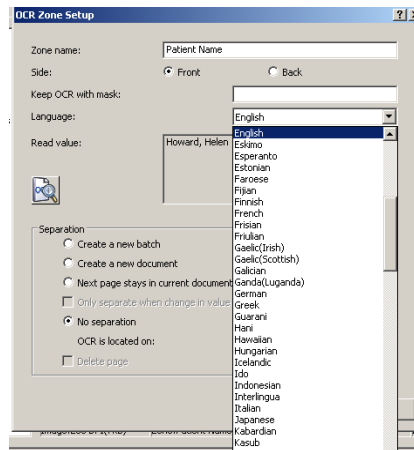 OCR Zone Setup
Zone name: Patient Name
Side: Front Back
Keep OCR with mask:
Language: English
Read value: Howard, Helen
English
Eskimo
Esperanto
Estonian
Faroese
Fijian
Finnish
French
Frisian
Friulian
Gaelic(Irish)
Gaelic(Scottish)
Galician
Ganda(Luganda)
German
Greek
Guarani
Hani
Hawaiian
Hungarian
Icelandic
Ido
Indonesian
Interlingua
Italian
Japanese
Kabardian
Kasub
Separation
Create a new batch
Create a new document
Next page stays in current document
Only separate when change in value
No separation
OCR is located on:
Delete page